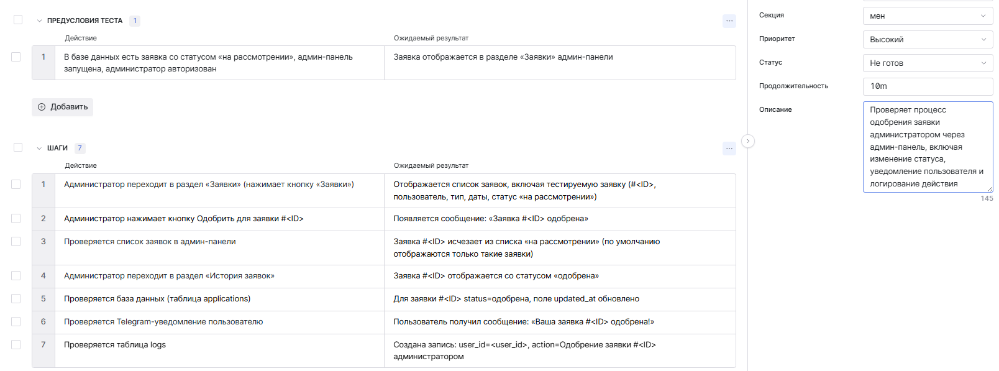 ПРЕДУСЛОВИЯ ТЕСТА 1
Действие
Ожидаемый результат
1
В базе данных есть заявка со статусом «на рассмотрении», админ-панель
запущена, администратор авторизован
Заявка отображается в разделе «Заявки» админ-панели
Добавить
ШАГИ 7
Действие
Ожидаемый результат
1
Администратор переходит в раздел «Заявки» (нажимает кнопку «Заявки»)
Отображается список заявок, включая тестируемую заявку (#<ID>,
пользователь, тип, даты, статус «на рассмотрении»)
2
Администратор нажимает кнопку Одобрить для заявки #<ID>
Появляется сообщение: «Заявка #<ID> одобрена»
3
Проверяется список заявок в админ-панели
Заявка #<ID> исчезает из списка «на рассмотрении» (по умолчанию
отображаются только такие заявки)
4
Администратор переходит в раздел «История заявок»
Заявка #<ID> отображается со статусом «одобрена»
5
Проверяется база данных (таблица applications)
Для заявки #<ID> status=одобрена, поле updated_at обновлено
6
Проверяется Telegram-уведомление пользователю
Пользователь получил сообщение: «Ваша заявка #<ID> одобрена!»
7
Проверяется таблица logs
Создана запись: user_id=<user_id>, action=Одобрение заявки #<ID>
администратором
Секция
мен
Приоритет
Высокий
Статус
Не готов
Продолжительность
10m
Описание
Проверяет процесс
одобрения заявки
администратором через
админ-панель, включая
изменение статуса,
уведомление пользователя и
логирование действия
145